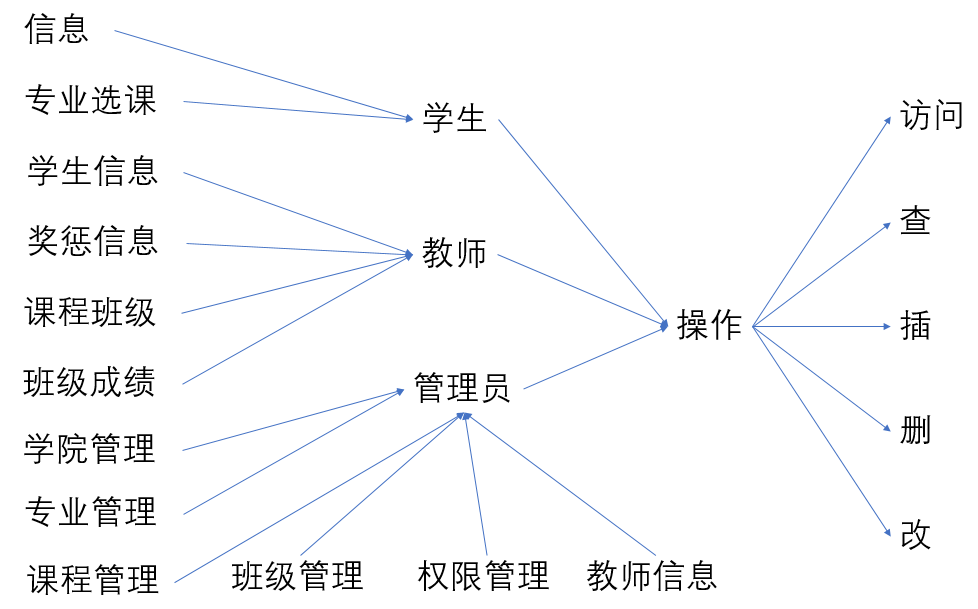 信息
专业选课
学生信息
奖惩信息
课程班级
班级成绩
学院管理
专业管理
课程管理
班级管理
权限管理
教师信息
学生
教师
管理员
操作
访问
查
插
删
改